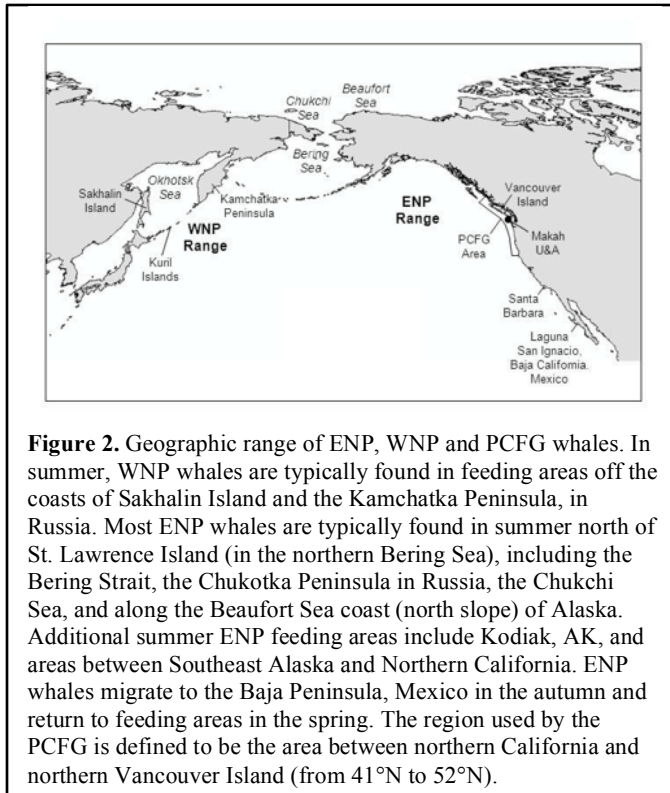 Chukchi
Sea
Beaufort
Sea
Bering
Sea
Okhotsk
Sea
Sakhalin
Island
Kamchatka
Peninsula
WNP
Range
Kuril
Islands
ENP
Range
Vancouver
Island
PCFG
Area
Makah
U&A
Santa
Barbara
Laguna
San Ignacio,
Baja California.
Mexico
Figure 2. Geographic range of ENP, WNP and PCFG whales. In
summer, WNP whales are typically found in feeding areas off the
coasts of Sakhalin Island and the Kamchatka Peninsula, in
Russia. Most ENP whales are typically found in summer north of
St. Lawrence Island (in the northern Bering Sea), including the
Bering Strait, the Chukotka Peninsula in Russia, the Chukchi
Sea, and along the Beaufort Sea coast (north slope) of Alaska.
Additional summer ENP feeding areas include Kodiak, AK, and
areas between Southeast Alaska and Northern California. ENP
whales migrate to the Baja Peninsula, Mexico in the autumn and
return to feeding areas in the spring. The region used by the
PCFG is defined to be the area between northern California and
northern Vancouver Island (from 41°N to 52°N).